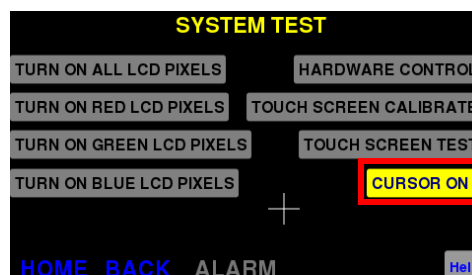 SYSTEM TEST
TURN ON ALL LCD PIXELS HARDWARE CONTROL
TURN ON RED LCD PIXELS TOUCH SCREEN CALIBRATE
TURN ON GREEN LCD PIXELS TOUCH SCREEN TEST
TURN ON BLUE LCD PIXELS CURSOR ON
HOME BACK ALARM Hel